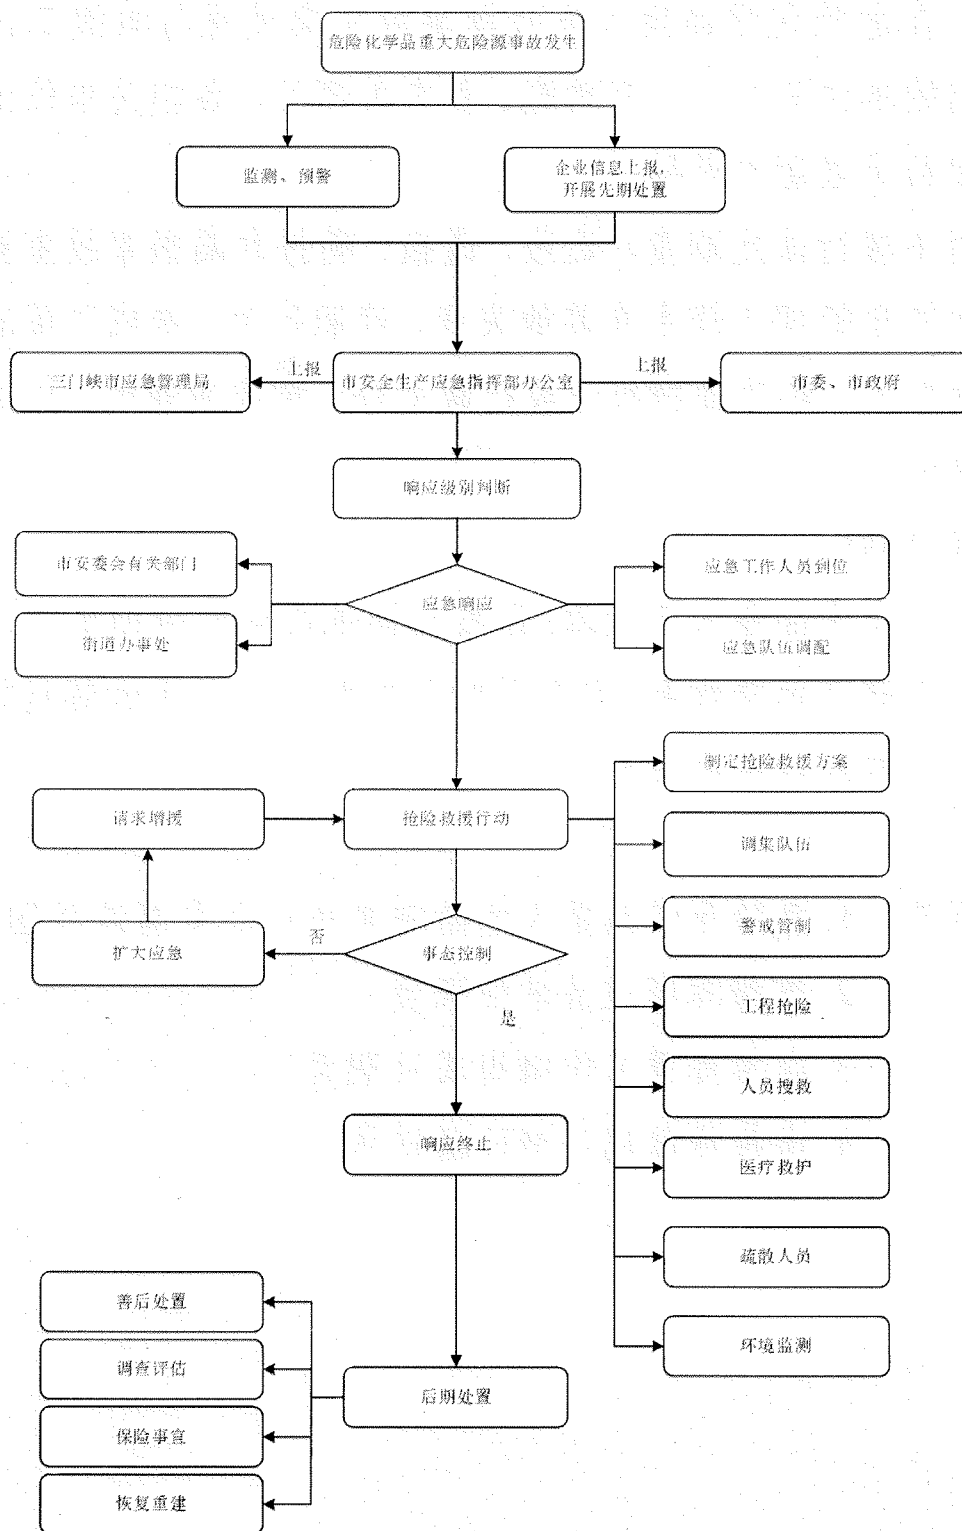 危险化学品重大危险源事故发生
监测、预警
企业信息上报,
开展先期处置
三门峡市应急管理局
上报
市安全生产应急指挥部办公室
上报
市委、市政府
响应级别判断
市安委会有关部门
应急响应
应急工作人员到位
街道办事处
应急队伍调配
制定抢险救援方案
请求增援
抢险救援行动
调集队伍
警戒管制
扩大应急
否
事态控制
是
工程抢险
人员搜救
响应终止
医疗救护
疏散人员
善后处置
环境监测
调查评估
后期处置
保险事宜
恢复重建